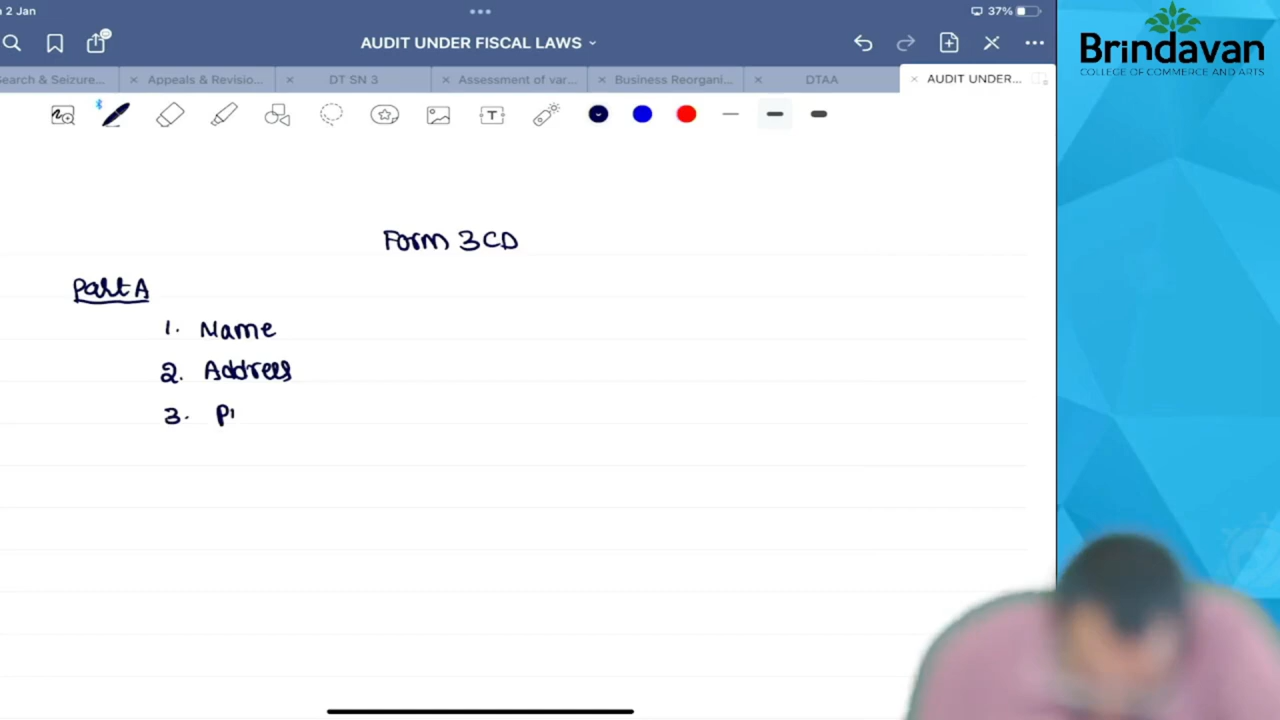 2 Jan
37%
AUDIT UNDER FISCAL LAWS
Brindavan
COLLEGE OF COMMERCE AND ARTS
earch & Seizure...
Appeals & Revisio...
DT SN 3
Assessment of var...
Business Reorgani...
DTAA
AUDIT UNDER...
T
Form 3CD
Part A
1. Name
2. Address
3. P